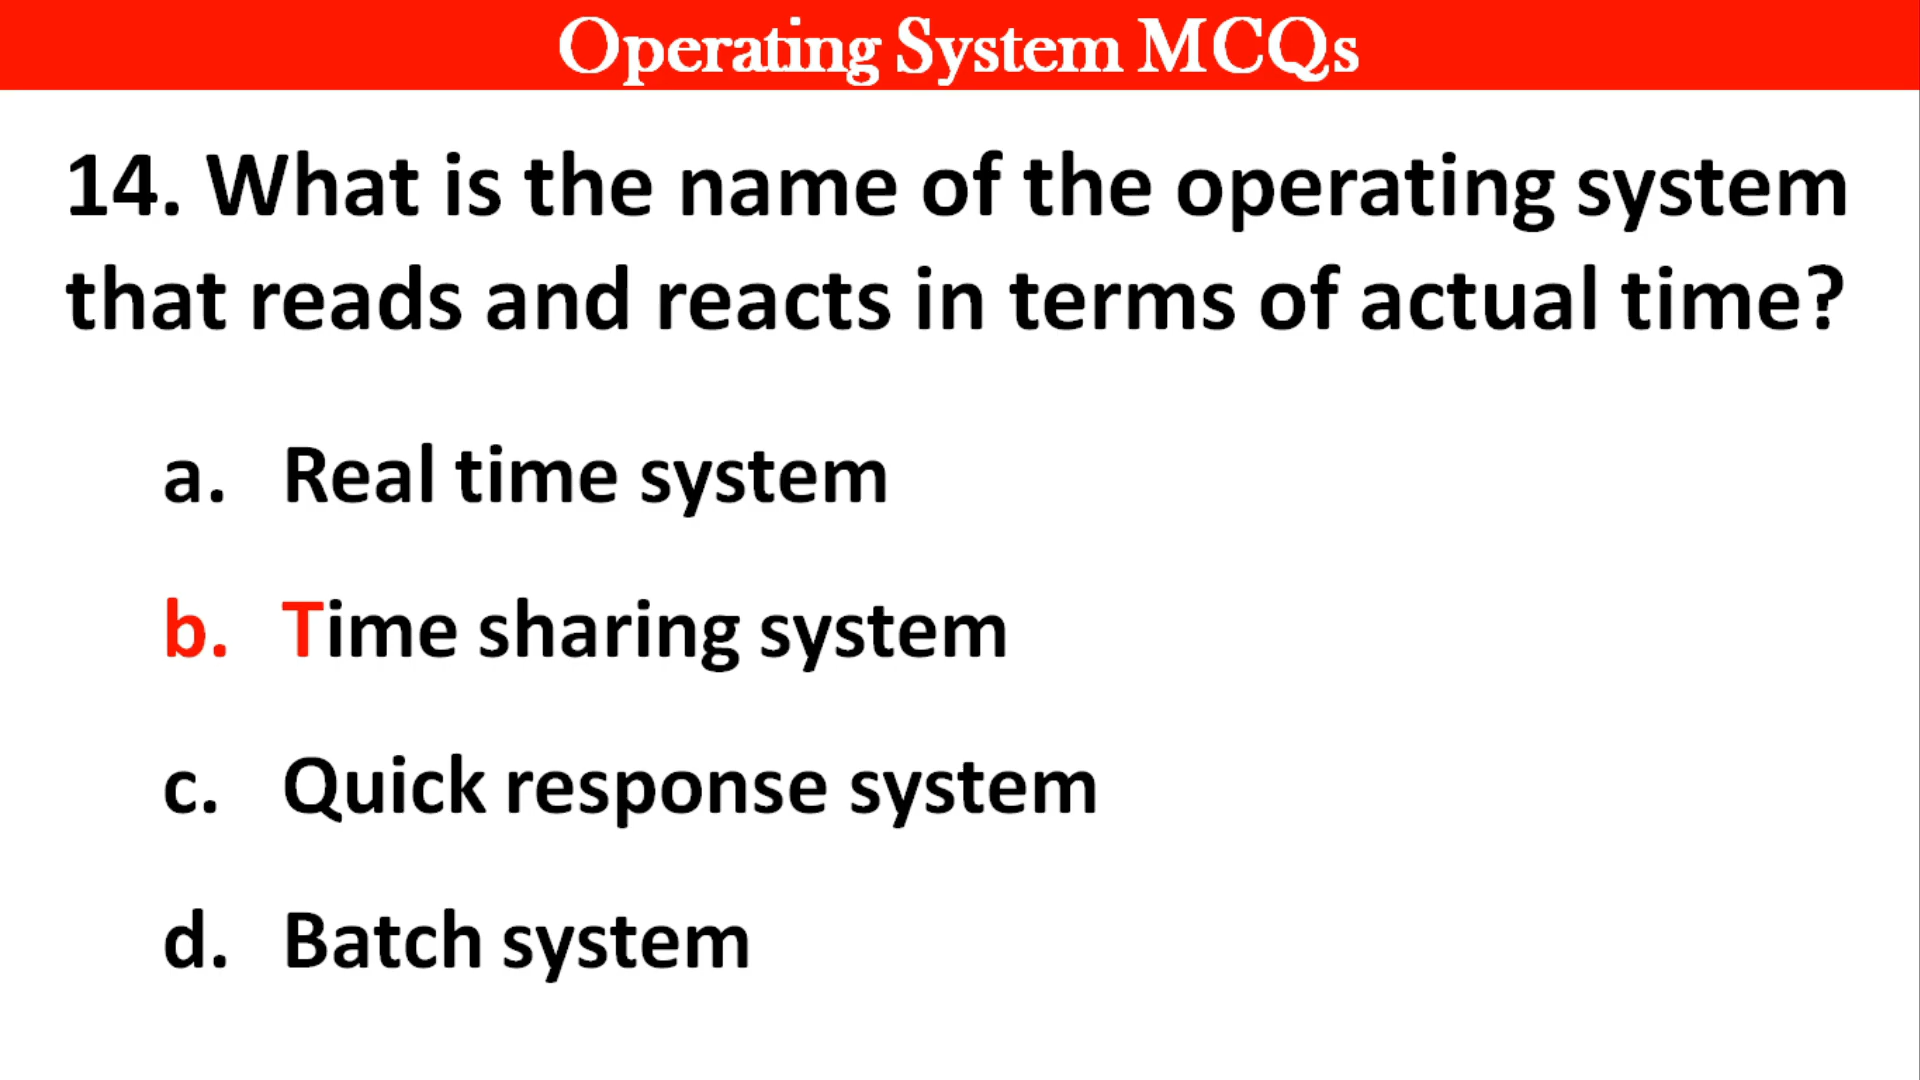 Operating System MCQs
14. What is the name of the operating system
that reads and reacts in terms of actual time?
a. Real time system
b. Time sharing system
c. Quick response system
d. Batch system